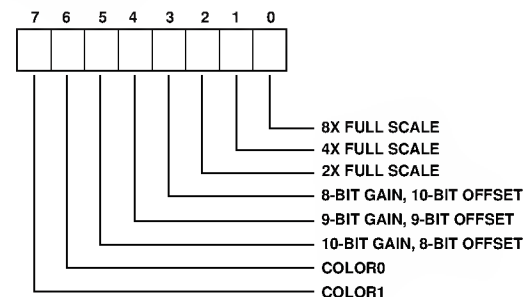 7 6 5 4 3 2 1 0
8X FULL SCALE
4X FULL SCALE
2X FULL SCALE
8-BIT GAIN, 10-BIT OFFSET
9-BIT GAIN, 9-BIT OFFSET
10-BIT GAIN, 8-BIT OFFSET
COLOR0
COLOR1